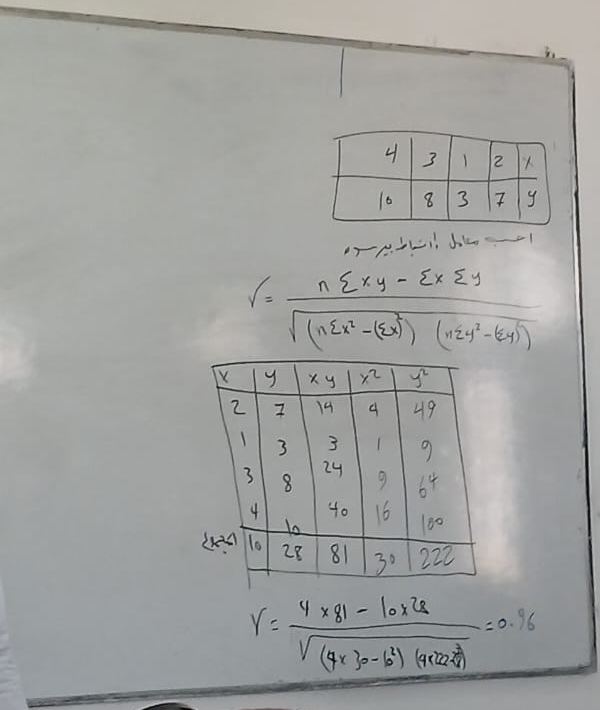 4 3 1 2 x
10 8 3 7 y
احسب معامل ارتباط بيرسون
r = n Σxy - Σx Σy / √(nΣx² - (Σx)²) (nΣy² - (Σy)²)
x y xy x² y²
2 7 14 4 49
1 3 3 1 9
3 8 24 9 64
4 10 40 16 100
المجموع 10 28 81 30 222
r = 4 × 81 - 10 × 28 / √(4 × 30 - 10²) (4 × 222 - 28²) = 0.96